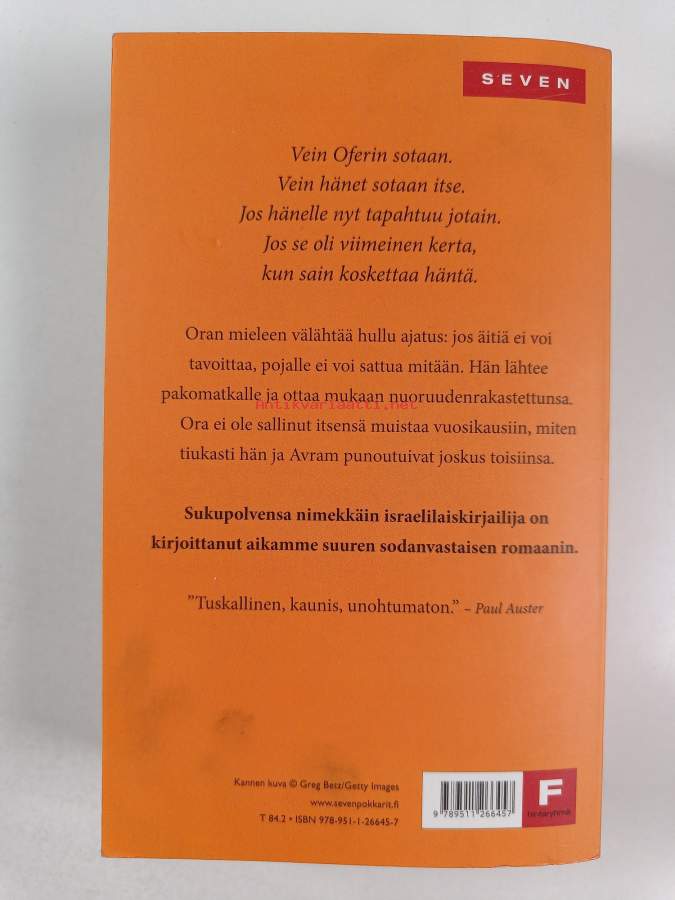 SEVEN
Vein Oferin sotaan.
Vein hänet sotaan itse.
Jos hänelle nyt tapahtuu jotain.
Jos se oli viimeinen kerta,
kun sain koskettaa häntä.
Oran mieleen välähtää hullu ajatus: jos äitiä ei voi
tavoittaa, pojalle ei voi sattua mitään. Hän lähtee
pakomatkalle ja ottaa mukaan nuoruudenrakastettunsa.
Antikvariaatti.net
Ora ei ole sallinut itsensä muistaa vuosikausiin, miten
tiukasti hän ja Avram punoutuivat joskus toisiinsa.
Sukupolvensa nimekkäin israelilaiskirjailija on
kirjoittanut aikamme suuren sodanvastaisen romaanin.
”Tuskallinen, kaunis, unohtumaton.” – Paul Auster
Kannen kuva © Greg Betz/Getty Images
www.sevenpokkarit.fi
T 84.2 • ISBN 978-951-1-26645-7
9 789511 266457
F